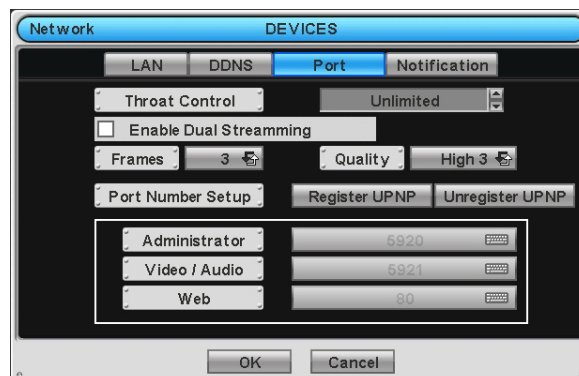 Network DEVICES
LAN DDNS Port Notification
Throat Control Unlimited
Enable Dual Streamming
Frames 3 Quality High 3
Port Number Setup Register UPNP Unregister UPNP
Administrator 5920
Video / Audio 5921
Web 80
OK Cancel